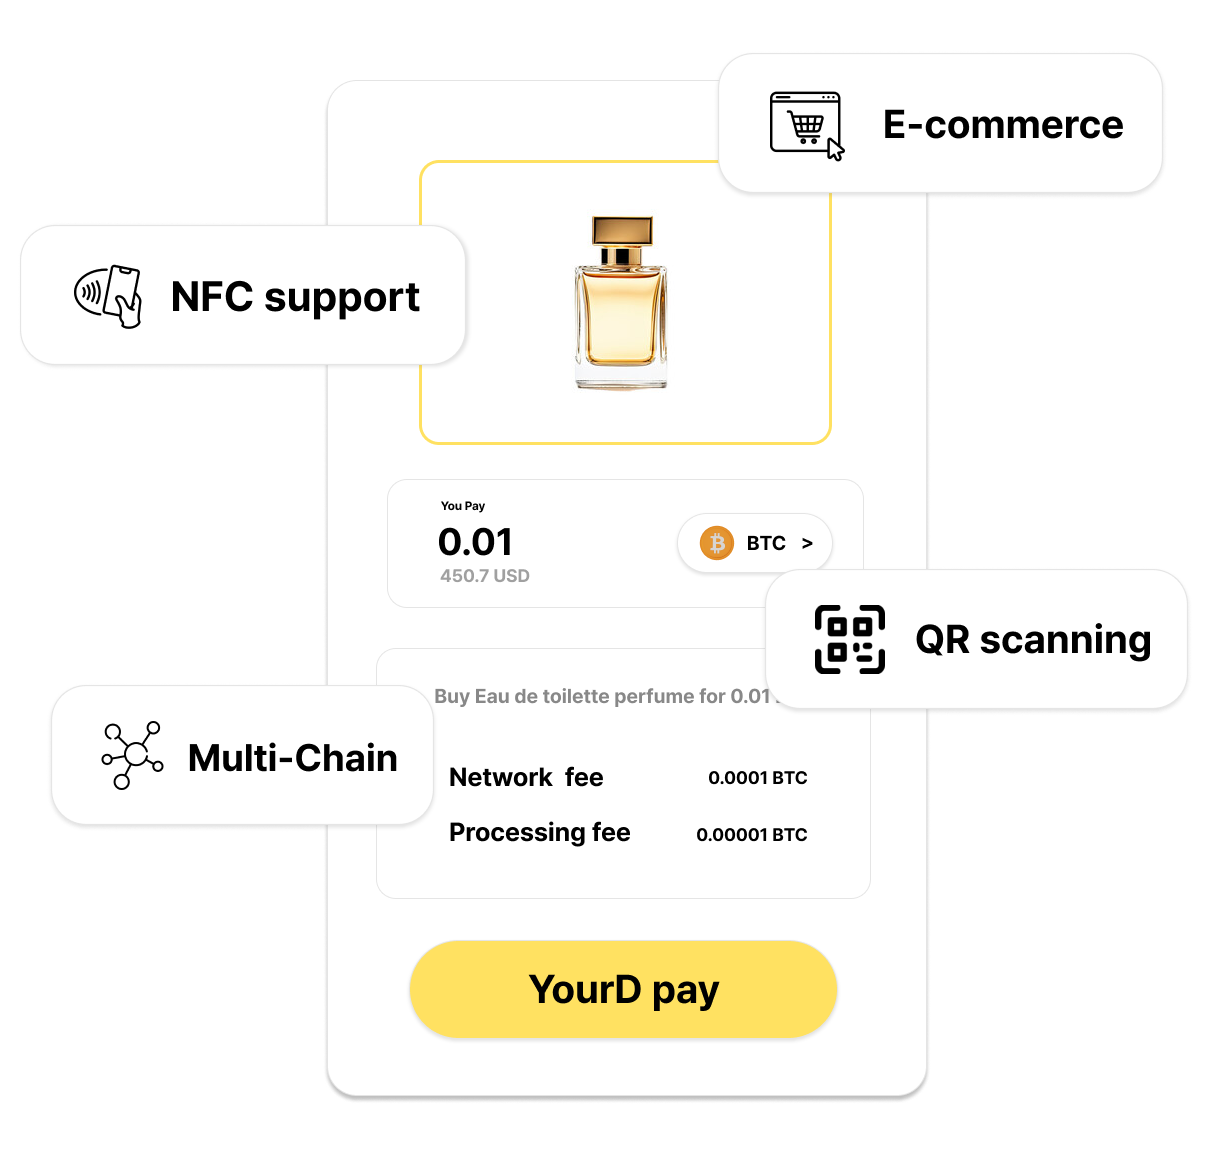 E-commerce
NFC support
You Pay
0.01
450.7 USD
BTC >
QR scanning
Buy Eau de toilette perfume for 0.01
Multi-Chain
Network fee
0.0001 BTC
Processing fee
0.00001 BTC
YourD pay